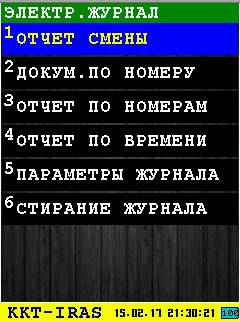 ЭЛЕКТР.ЖУРНАЛ
1ОТЧЕТ СМЕНЫ
2ДОКУМ.ПО НОМЕРУ
3ОТЧЕТ ПО НОМЕРАМ
4ОТЧЕТ ПО ВРЕМЕНИ
5ПАРАМЕТРЫ ЖУРНАЛА
6СТИРАНИЕ ЖУРНАЛА
KKT-IRAS 15.02.17 21:30:21 100